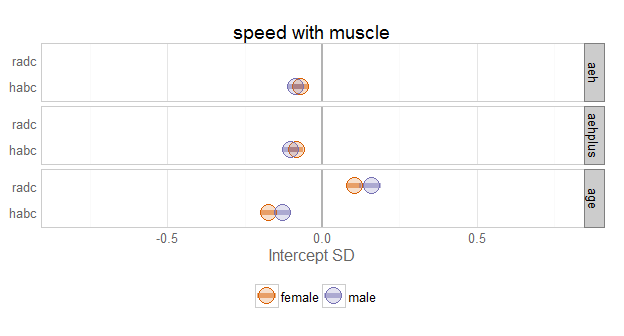 speed with muscle
radc
habc
aeh
radc
habc
aehplus
radc
habc
age
-0.5 0.0 0.5
Intercept SD
female male